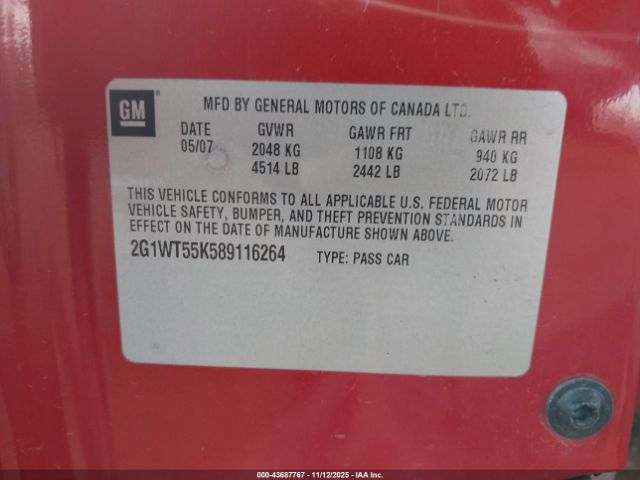 GM
MFD BY GENERAL MOTORS OF CANADA LTD.
DATE GVWR GAWR FRT GAWR RR
05/07 2048 KG 1108 KG 940 KG
4514 LB 2442 LB 2072 LB
THIS VEHICLE CONFORMS TO ALL APPLICABLE U.S. FEDERAL MOTOR
VEHICLE SAFETY, BUMPER, AND THEFT PREVENTION STANDARDS IN
EFFECT ON THE DATE OF MANUFACTURE SHOWN ABOVE.
2G1WT55K589116264 TYPE: PASS CAR
000-43687767 - 11/12/2025 - IAA Inc.